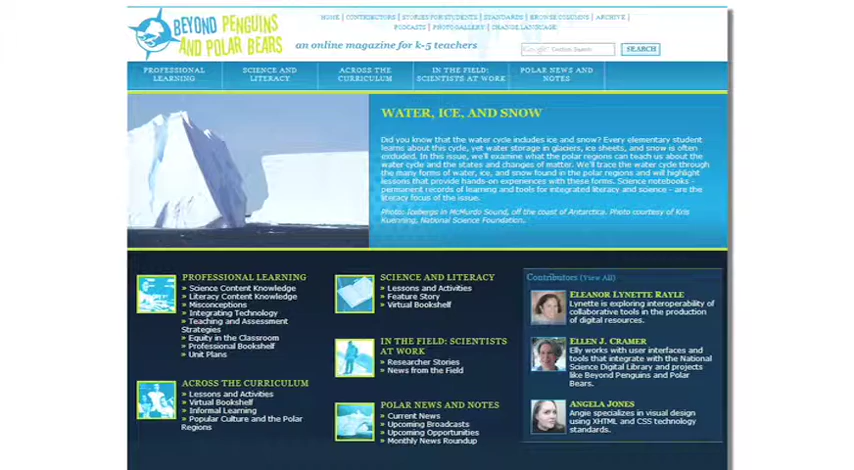 BEYOND PENGUINS
AND POLAR BEARS
an online magazine for k-5 teachers
HOME | CONTRIBUTORS | STORIES FOR STUDENTS | STANDARDS | BROWSE COLUMNS | ARCHIVE |
PODCASTS | PHOTO GALLERY | CHANGE LANGUAGE
Google Custom Search
SEARCH
PROFESSIONAL
LEARNING
SCIENCE AND
LITERACY
ACROSS THE
CURRICULUM
IN THE FIELD:
SCIENTISTS AT WORK
POLAR NEWS AND
NOTES
WATER, ICE, AND SNOW
Did you know that the water cycle includes ice and snow? Every elementary student
learns about this cycle, yet water storage in glaciers, ice sheets, and snow is often
excluded. In this issue, we'll examine what the polar regions can teach us about the
water cycle and the states and changes of matter. We'll trace the water cycle through
the many forms of water, ice, and snow found in the polar regions and will highlight
lessons that provide hands-on experiences with these forms. Science notebooks -
permanent records of learning and tools for integrated literacy and science - are the
literacy focus of the issue.
Photo: Icebergs in McMurdo Sound, off the coast of Antarctica. Photo courtesy of Kris
Kuenning, National Science Foundation.
PROFESSIONAL LEARNING
» Science Content Knowledge
» Literacy Content Knowledge
» Misconceptions
» Integrating Technology
» Teaching and Assessment
Strategies
» Equity in the Classroom
» Professional Bookshelf
» Unit Plans
ACROSS THE CURRICULUM
» Lessons and Activities
» Virtual Bookshelf
» Informal Learning
» Popular Culture and the Polar
Regions
SCIENCE AND LITERACY
» Lessons and Activities
» Feature Story
» Virtual Bookshelf
IN THE FIELD: SCIENTISTS
AT WORK
» Researcher Stories
» News from the Field
POLAR NEWS AND NOTES
» Current News
» Upcoming Broadcasts
» Upcoming Opportunities
» Monthly News Roundup
Contributors (View All)
ELEANOR LYNETTE RAYLE
Lynette is exploring interoperability of
collaborative tools in the production
of digital resources.
ELLEN J. CRAMER
Elly works with user interfaces and
tools that integrate with the National
Science Digital Library and projects
like Beyond Penguins and Polar
Bears.
ANGELA JONES
Angie specializes in visual design
using XHTML and CSS technology
standards.